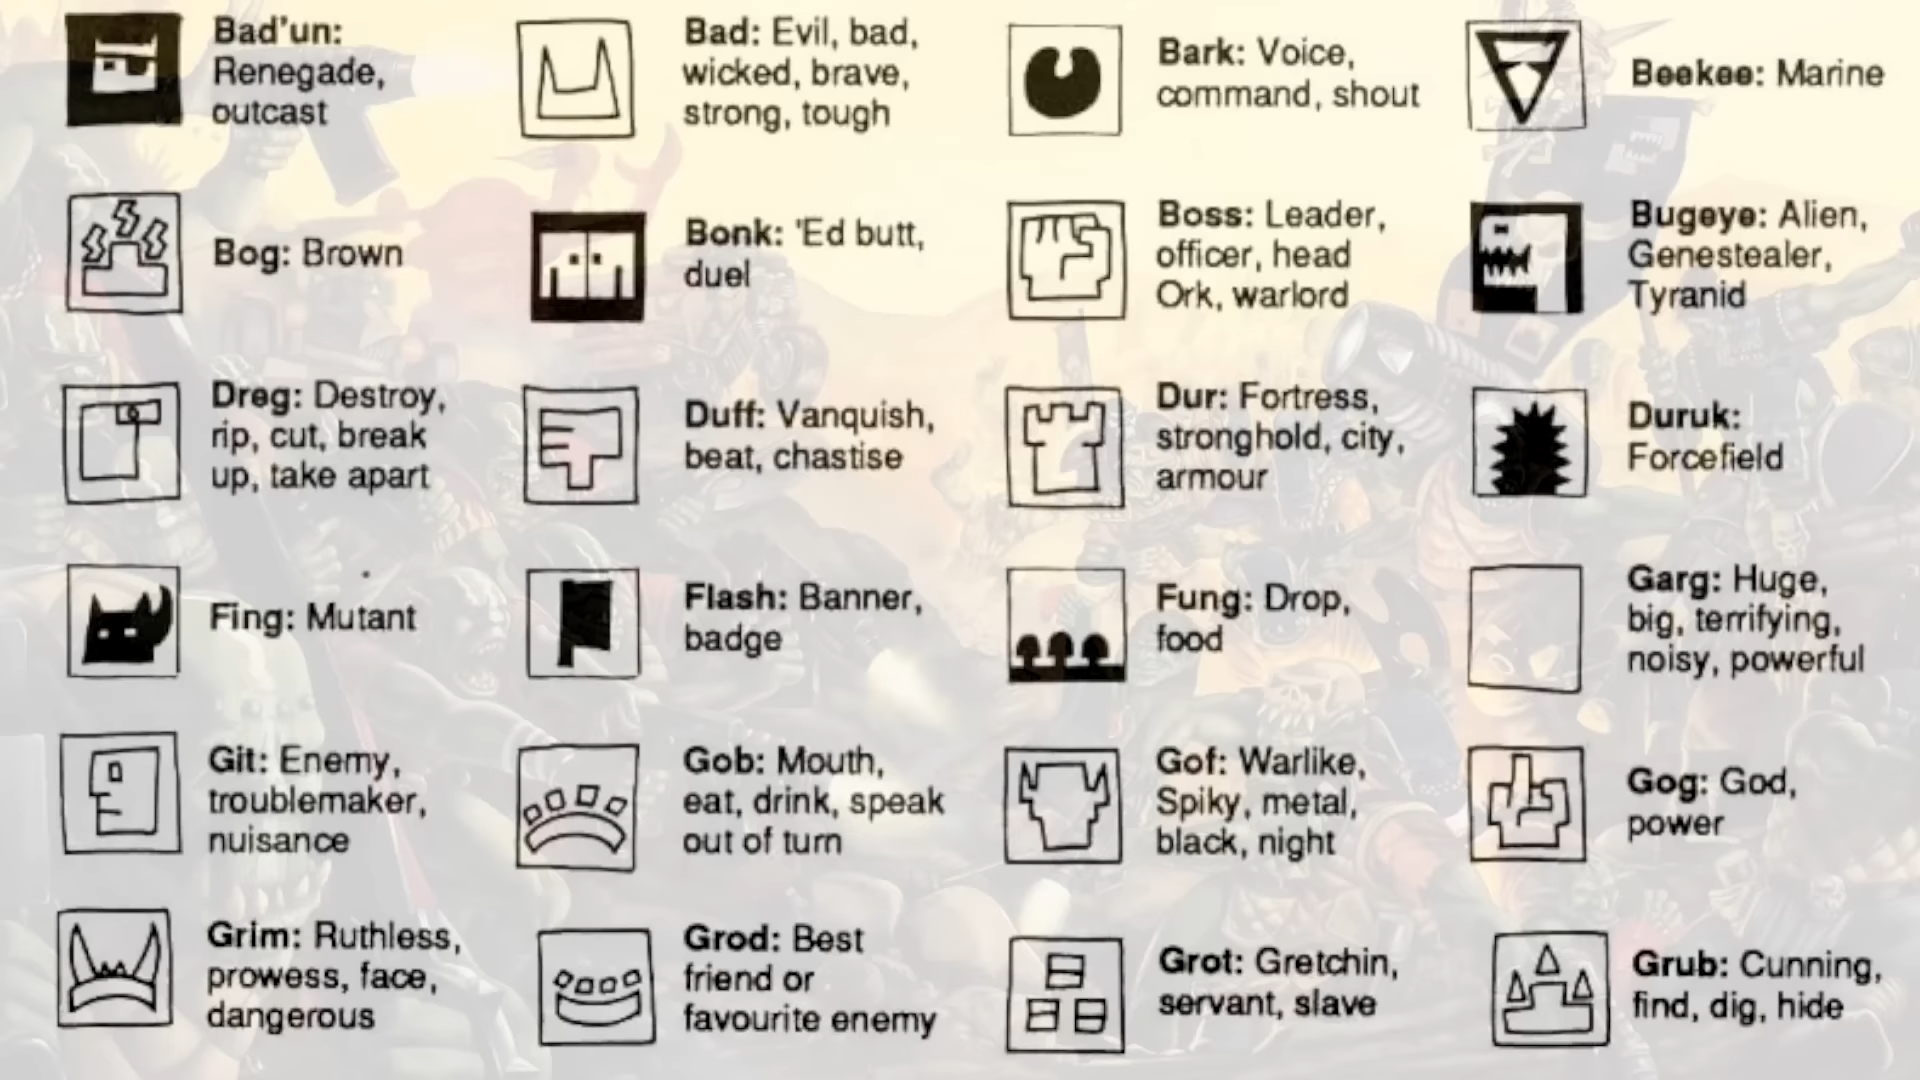 Bad'un:
Renegade,
outcast
Bad: Evil, bad,
wicked, brave,
strong, tough
Bark: Voice,
command, shout
Beekee: Marine
Bog: Brown
Bonk: 'Ed butt,
duel
Boss: Leader,
officer, head
Ork, warlord
Bugeye: Alien,
Genestealer,
Tyranid
Dreg: Destroy,
rip, cut, break
up, take apart
Duff: Vanquish,
beat, chastise
Dur: Fortress,
stronghold, city,
armour
Duruk:
Forcefield
Fing: Mutant
Flash: Banner,
badge
Fung: Drop,
food
Garg: Huge,
big, terrifying,
noisy, powerful
Git: Enemy,
troublemaker,
nuisance
Gob: Mouth,
eat, drink, speak
out of turn
Gof: Warlike,
Spiky, metal,
black, night
Gog: God,
power
Grim: Ruthless,
prowess, face,
dangerous
Grod: Best
friend or
favourite enemy
Grot: Gretchin,
servant, slave
Grub: Cunning,
find, dig, hide